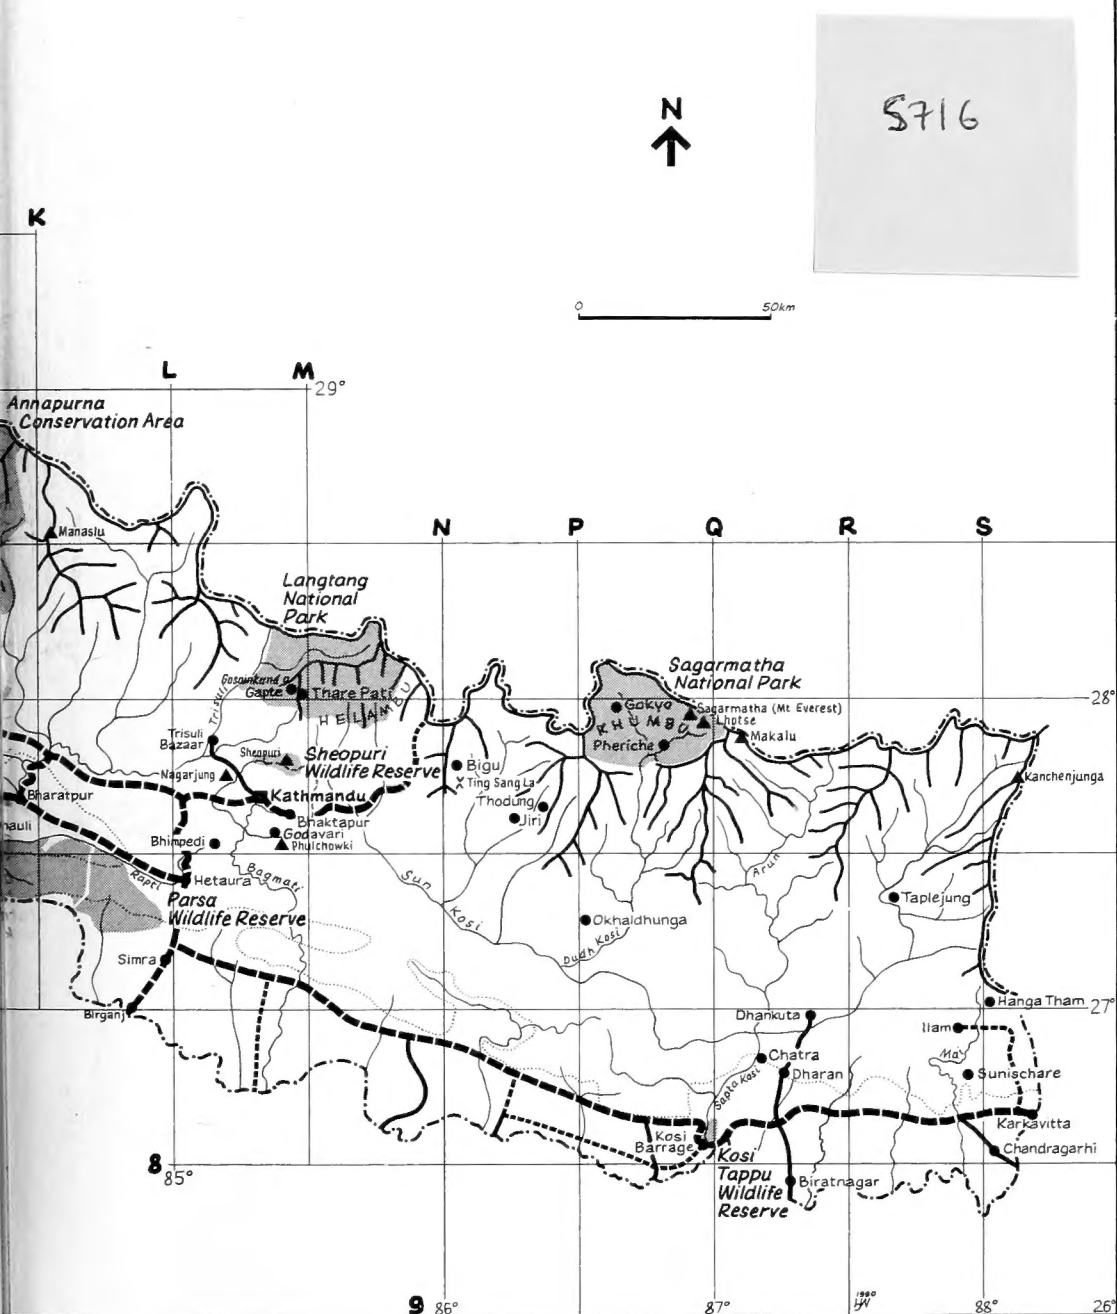 S716
N
K
0 50km
L M
29°
Annapurna
Conservation Area
N P Q R S
Manaslu
Langtang
National
Park
Sagarmatha
National Park
28°
Gosainkund
Gapte
Thare Pati
HELAMBU
Trisuli
Gokyo
KHUMBU
Sagarmatha (Mt Everest)
Lhotse
Makalu
Pheriche
Trisuli
Bazaar
Sheopuri
Sheopuri
Wildlife Reserve
Nagarjung
Bigu
Ting Sang La
Kanchenjunga
Bharatpur
Kathmandu
Thodung
Jiri
Bhaktapur
Godavari
Phulchowki
Bhimpedi
Rapti
Hetaura
Bagmati
Sun Kosi
Arun
Taplejung
Parsa
Wildlife Reserve
Okhaldhunga
Dudh Kosi
Simra
Birganj
Hanga Tham
27°
Dhankuta
Ilam
Chatra
Mai
Dharan
Sunischare
Sapta Kosi
Karkavitta
Kosi
Barrage
Chandragarhi
Kosi
Tappu
Wildlife
Reserve
Biratnagar
8
85°
9 86° 87° 88° 26°
1980